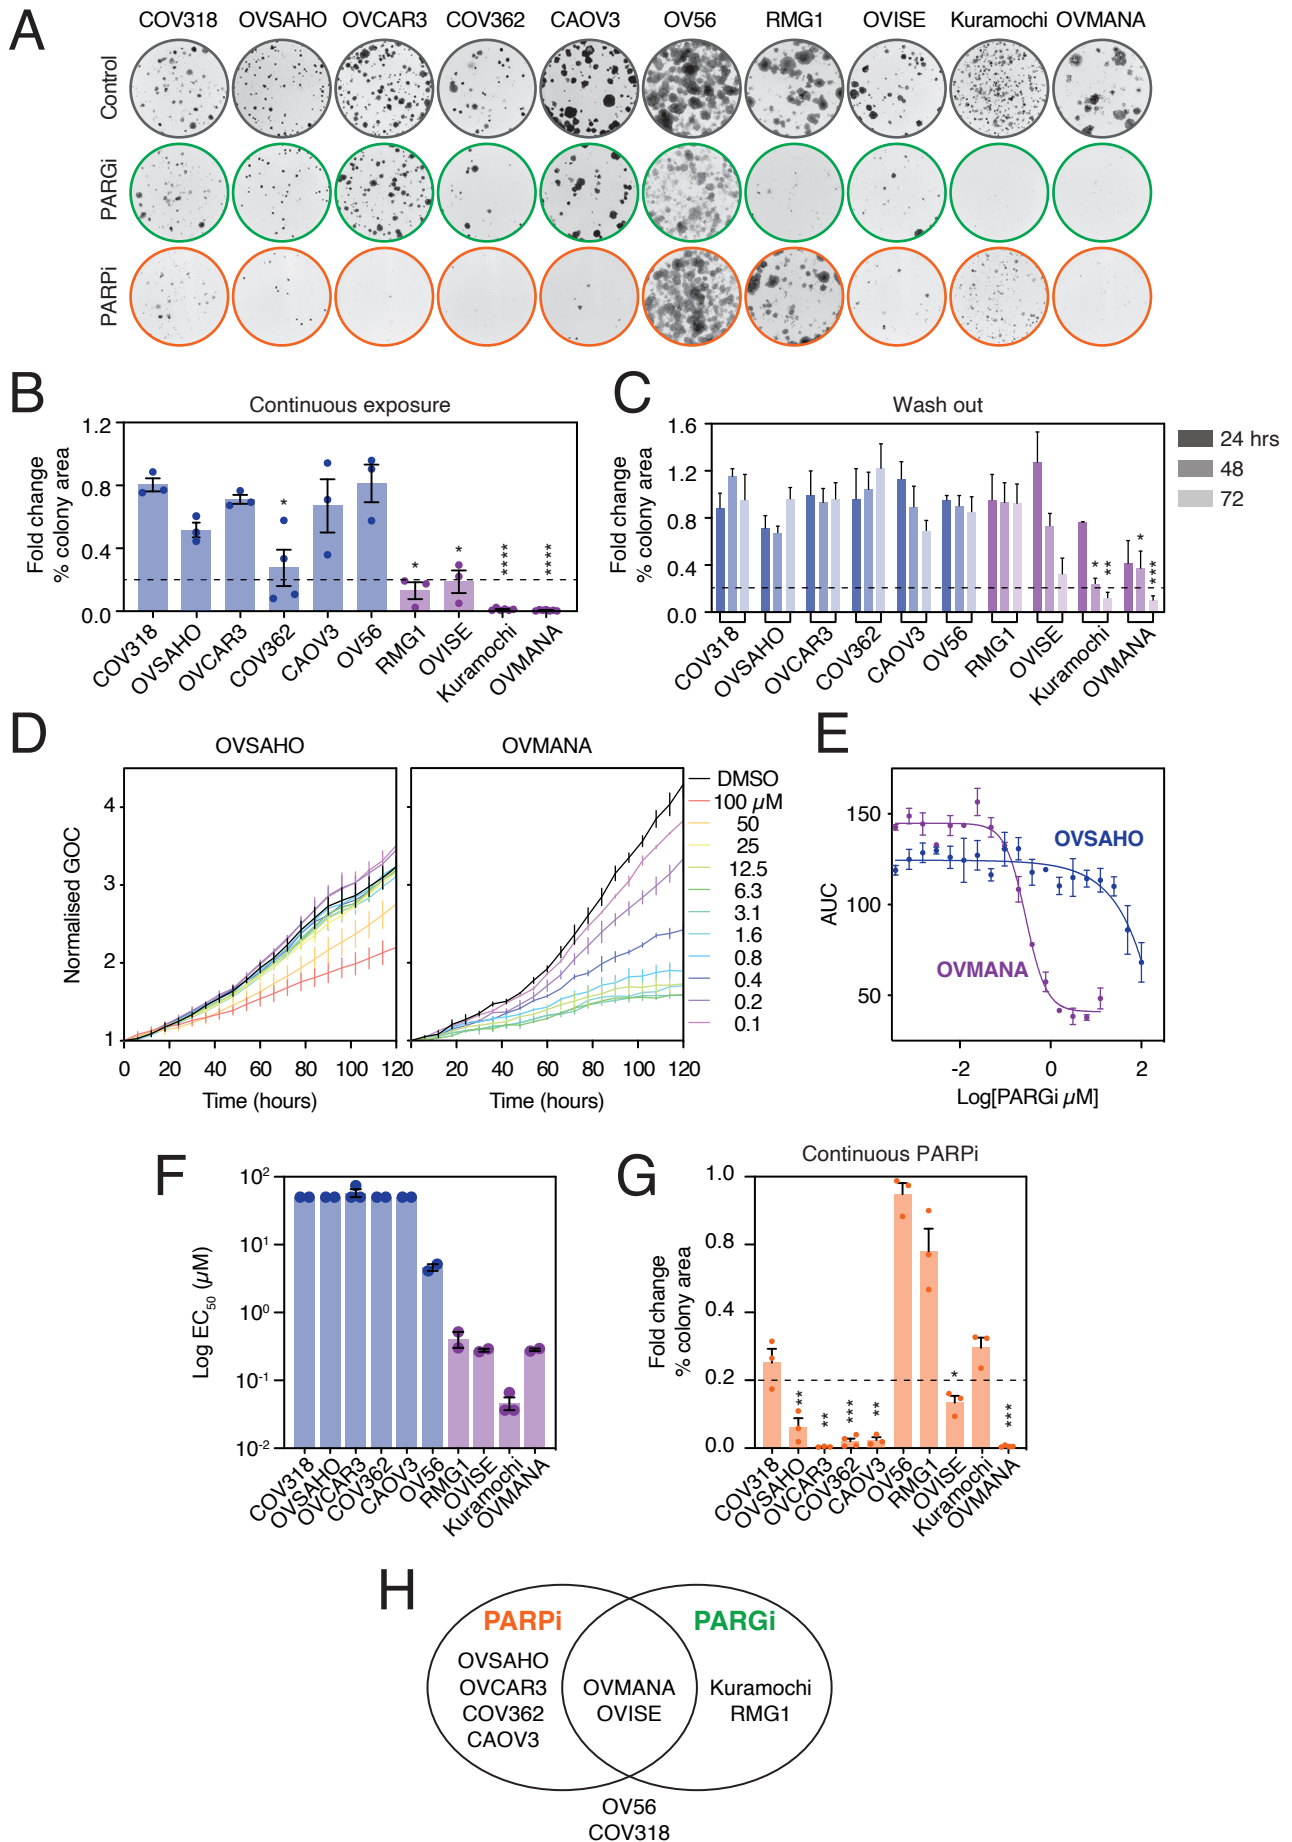 A
COV318 OVSAHO OVCAR3 COV362 CAOV3 OV56 RMG1 OVISE Kuramochi OVMANA
Control
PARGi
PARPi
B
Continuous exposure
Fold change
% colony area
1.2
0.8
0.4
0.0
*
*
*
****
****
COV318
OVSAHO
OVCAR3
COV362
CAOV3
OV56
RMG1
OVISE
Kuramochi
OVMANA
C
Wash out
Fold change
% colony area
1.6
1.2
0.8
0.4
0.0
*
**
*
***
COV318
OVSAHO
OVCAR3
COV362
CAOV3
OV56
RMG1
OVISE
Kuramochi
OVMANA
24 hrs
48
72
D
OVSAHO
OVMANA
Normalised GOC
4
3
2
1
0 20 40 60 80 100 120
20 40 60 80 100 120
Time (hours)
Time (hours)
DMSO
100 µM
50
25
12.5
6.3
3.1
1.6
0.8
0.4
0.2
0.1
E
AUC
150
100
50
OVSAHO
OVMANA
-2 0 2
Log[PARGi µM]
F
Log EC50 (µM)
10²
10¹
10⁰
10⁻¹
10⁻²
COV318
OVSAHO
OVCAR3
COV362
CAOV3
OV56
RMG1
OVISE
Kuramochi
OVMANA
G
Continuous PARPi
Fold change
% colony area
1.0
0.8
0.4
0.2
0.0
**
**
***
**
*
***
COV318
OVSAHO
OVCAR3
COV362
CAOV3
OV56
RMG1
OVISE
Kuramochi
OVMANA
H
PARPi
PARGi
OVSAHO
OVCAR3
COV362
CAOV3
OVMANA
OVISE
Kuramochi
RMG1
OV56
COV318